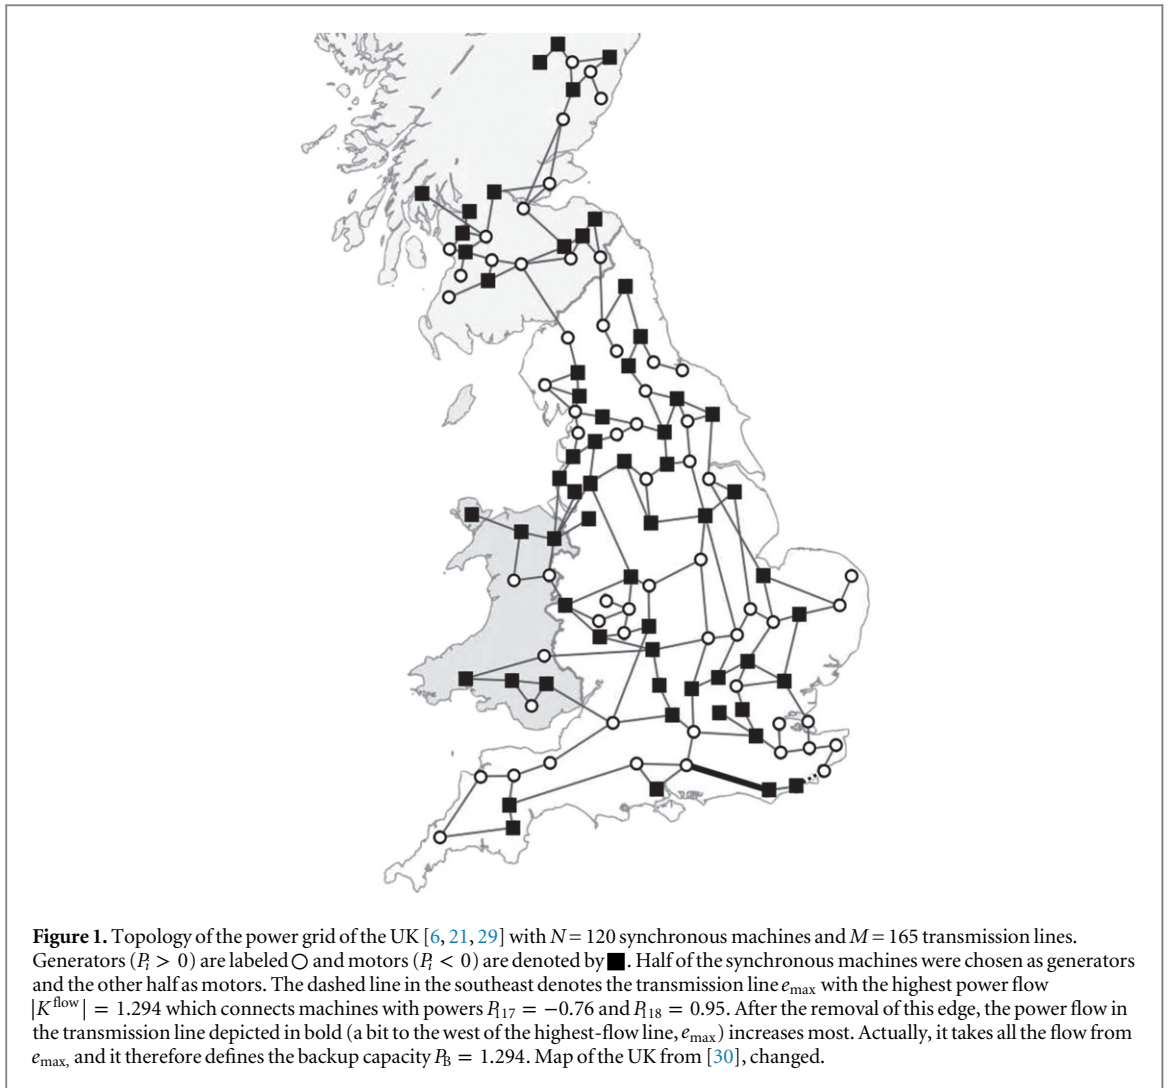 Figure 1. Topology of the power grid of the UK [6, 21, 29] with N = 120 synchronous machines and M = 165 transmission lines.
Generators (Pᵢ > 0) are labeled ○ and motors (Pᵢ < 0) are denoted by ■. Half of the synchronous machines were chosen as generators
and the other half as motors. The dashed line in the southeast denotes the transmission line e_max with the highest power flow
|K^flow| = 1.294 which connects machines with powers P₁₁₇ = −0.76 and P₁₁₈ = 0.95. After the removal of this edge, the power flow in
the transmission line depicted in bold (a bit to the west of the highest-flow line, e_max) increases most. Actually, it takes all the flow from
e_max, and it therefore defines the backup capacity P_B = 1.294. Map of the UK from [30], changed.